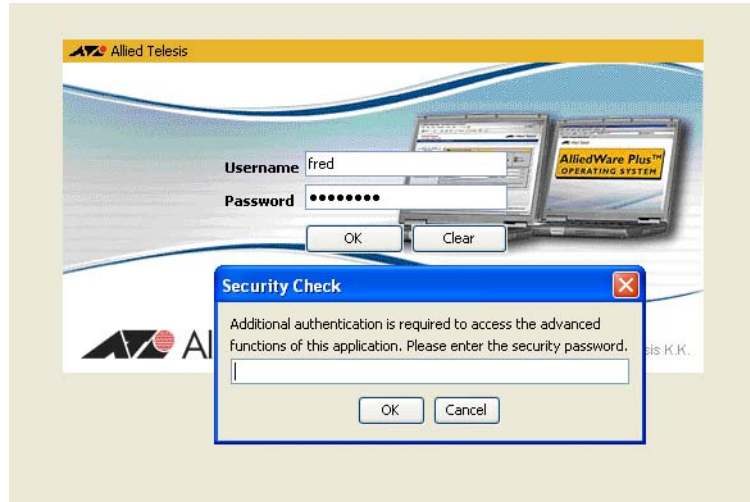 Allied Telesis
AlliedWare Plus™
OPERATING SYSTEM
Username fred
Password ••••••••
OK Clear
Security Check
Additional authentication is required to access the advanced
functions of this application. Please enter the security password.
OK Cancel
K.K.